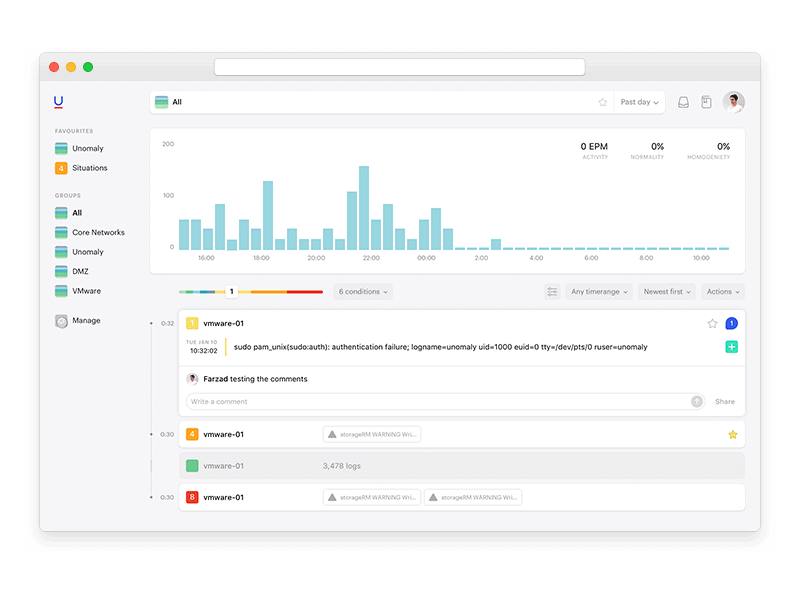 U
All
Past day
FAVOURITES
Unomaly
4 Situations
GROUPS
All
Core Networks
Unomaly
DMZ
VMware
Manage
200
100
0
0 EPM
ACTIVITY
0%
NORMALITY
0%
HOMOGENIETY
16:00 18:00 20:00 22:00 00:00 2:00 4:00 6:00 8:00 10:00
1
6 conditions
Any timerange
Newest first
Actions
0:32
1 vmware-01
1
TUE JAN 10
10:32:02
sudo pam_unix(sudo:auth): authentication failure; logname=unomaly uid=1000 euid=0 tty=/dev/pts/0 ruser=unomaly
Farzad testing the comments
Write a comment
Share
0:30 4 vmware-01 storageRM WARNING Wri...
vmware-01 3,478 logs
0:30 8 vmware-01 storageRM WARNING Wri... storageRM WARNING Wri...